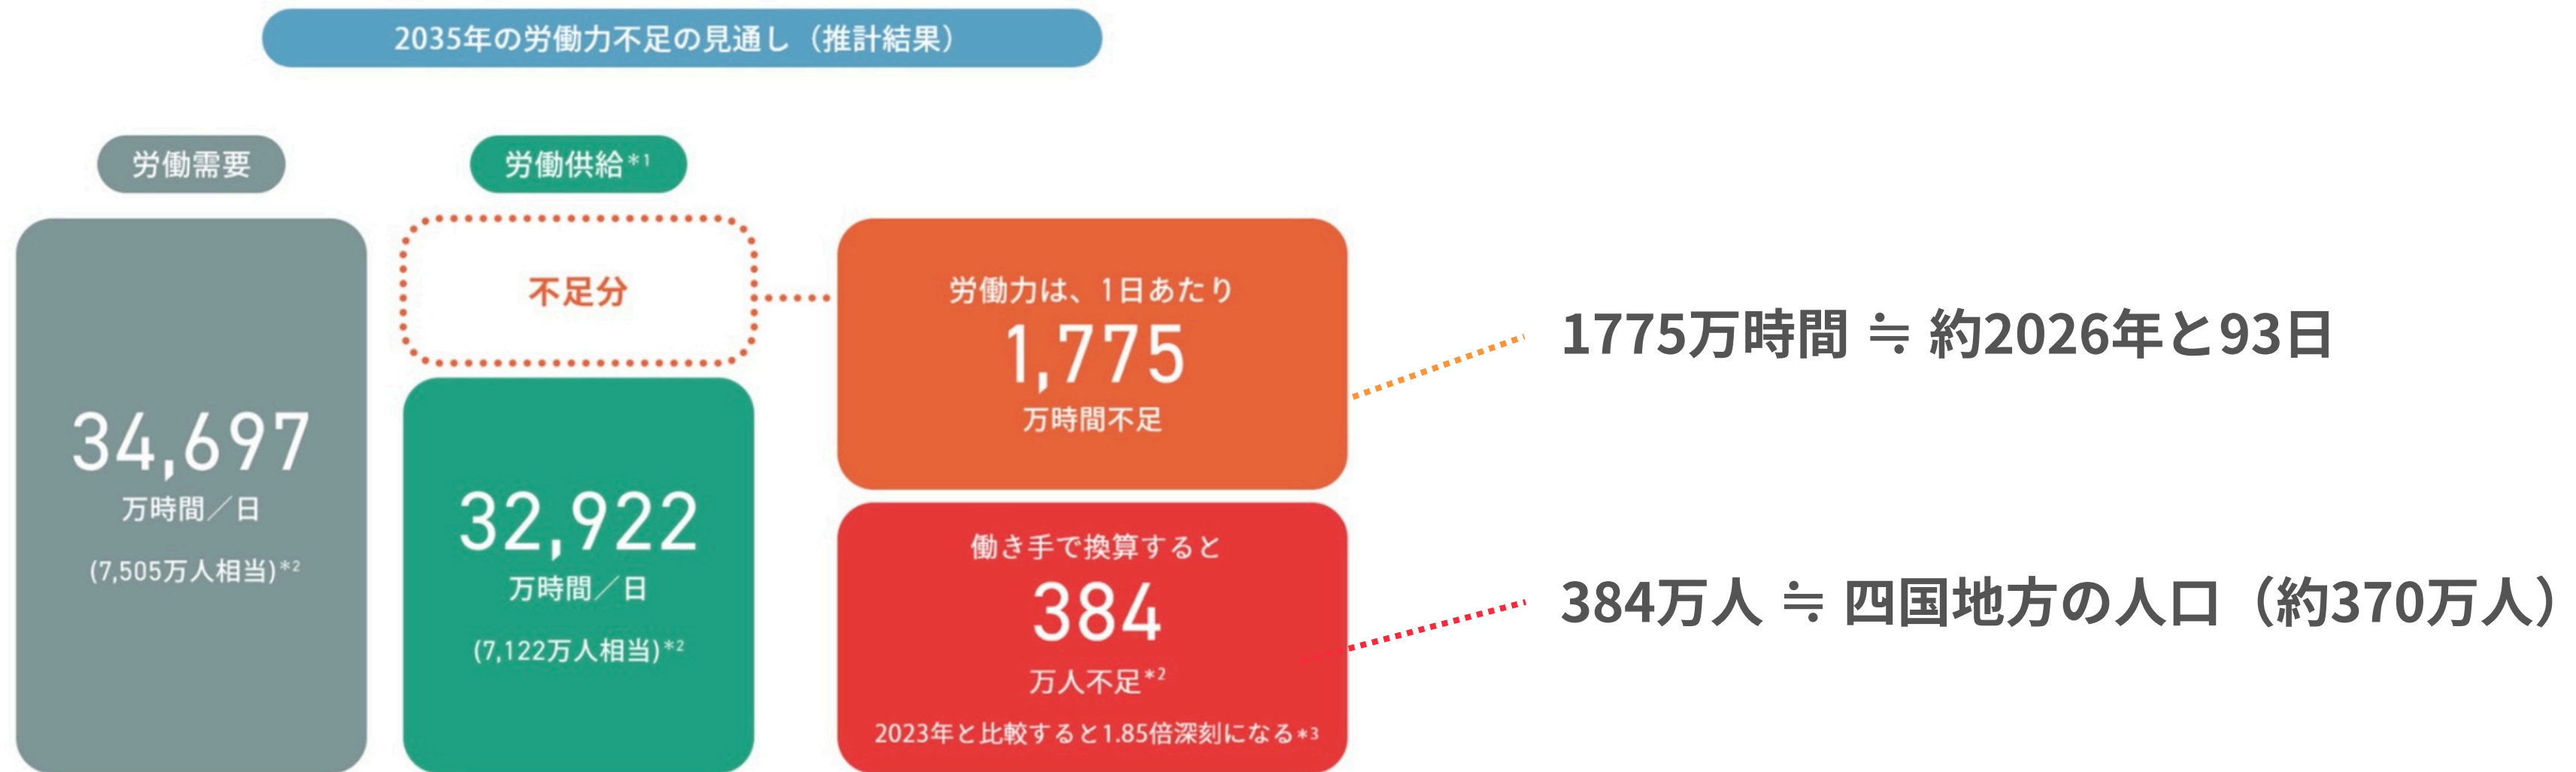 2035年の労働力不足の見通し（推計結果）
労働需要
34,697
万時間／日
(7,505万人相当)*2
労働供給*1
不足分
32,922
万時間／日
(7,122万人相当)*2
労働力は、1日あたり
1,775
万時間不足
働き手で換算すると
384
万人不足*2
2023年と比較すると1.85倍深刻になる*3
1775万時間 ≒ 約2026年と93日
384万人 ≒ 四国地方の人口（約370万人）